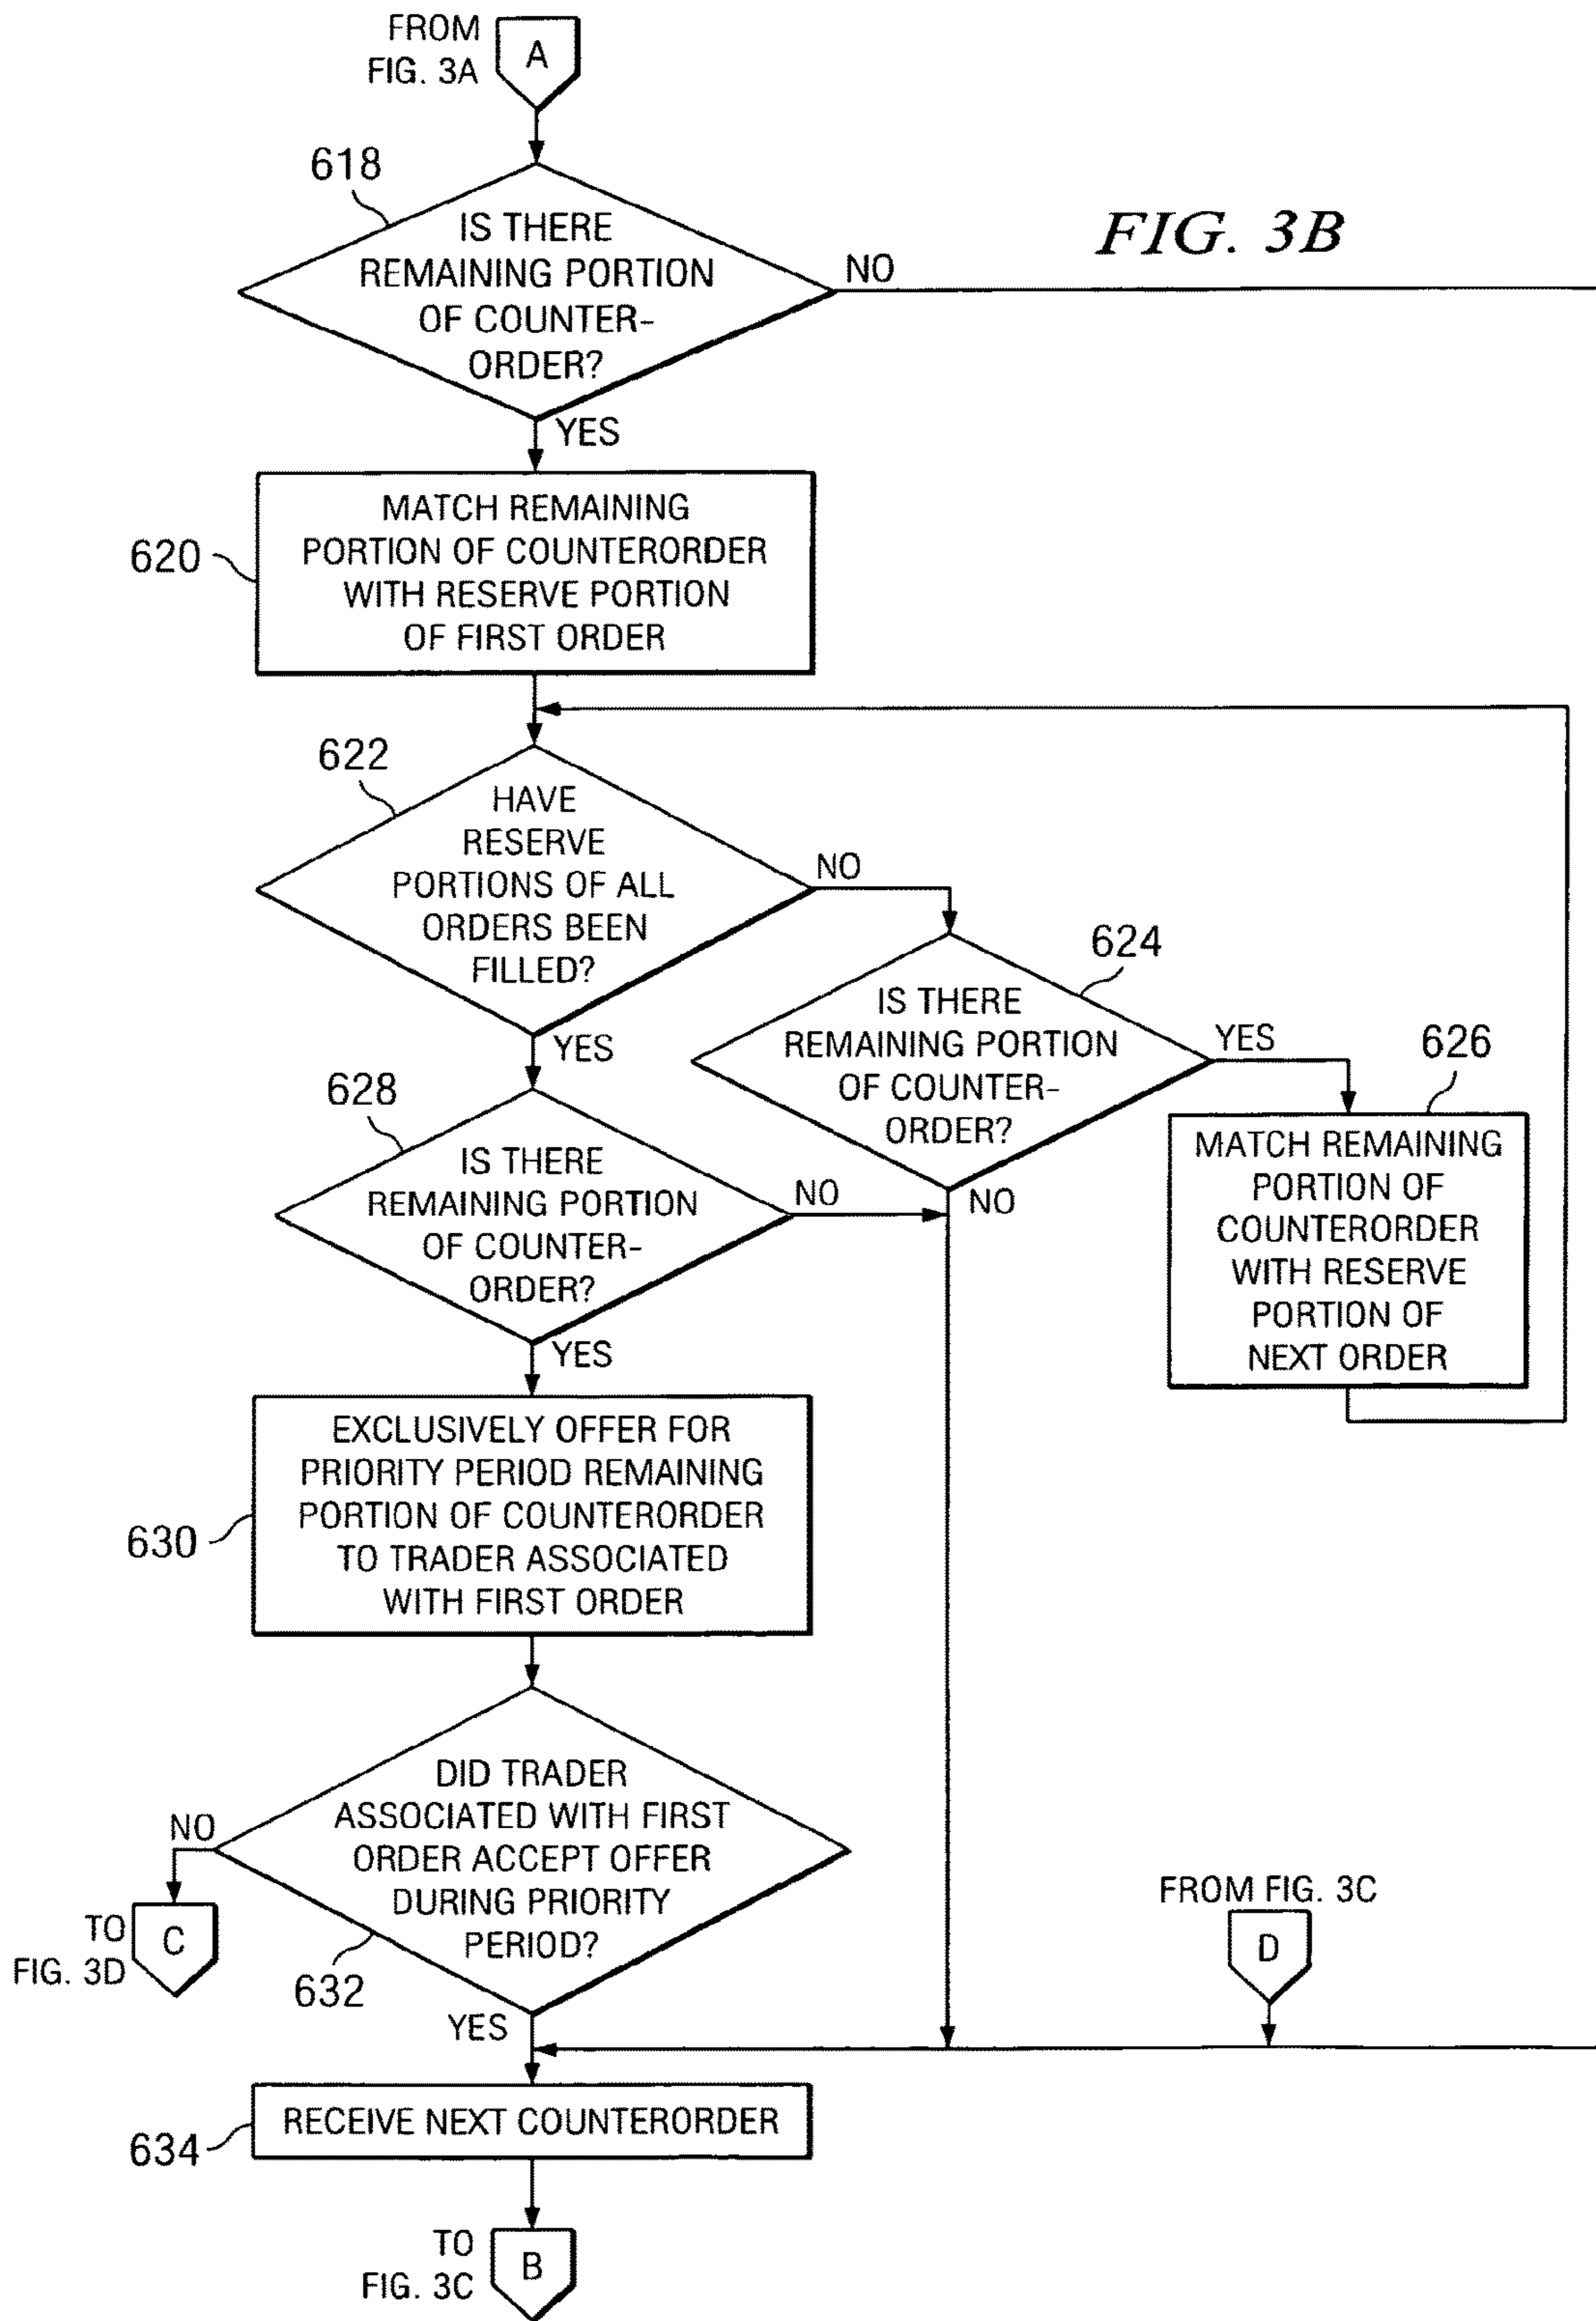 FROM
FIG. 3A
A
618
IS THERE
REMAINING PORTION
OF COUNTER-
ORDER?
NO
FIG. 3B
YES
620
MATCH REMAINING
PORTION OF COUNTERORDER
WITH RESERVE PORTION
OF FIRST ORDER
622
HAVE
RESERVE
PORTIONS OF ALL
ORDERS BEEN
FILLED?
NO
YES
624
IS THERE
REMAINING PORTION
OF COUNTER-
ORDER?
YES
NO
626
MATCH REMAINING
PORTION OF
COUNTERORDER
WITH RESERVE
PORTION OF
NEXT ORDER
628
IS THERE
REMAINING PORTION
OF COUNTER-
ORDER?
NO
YES
630
EXCLUSIVELY OFFER FOR
PRIORITY PERIOD REMAINING
PORTION OF COUNTERORDER
TO TRADER ASSOCIATED
WITH FIRST ORDER
DID TRADER
ASSOCIATED WITH FIRST
ORDER ACCEPT OFFER
DURING PRIORITY
PERIOD?
632
NO
TO
FIG. 3D
C
YES
FROM FIG. 3C
D
634
RECEIVE NEXT COUNTERORDER
TO
FIG. 3C
B